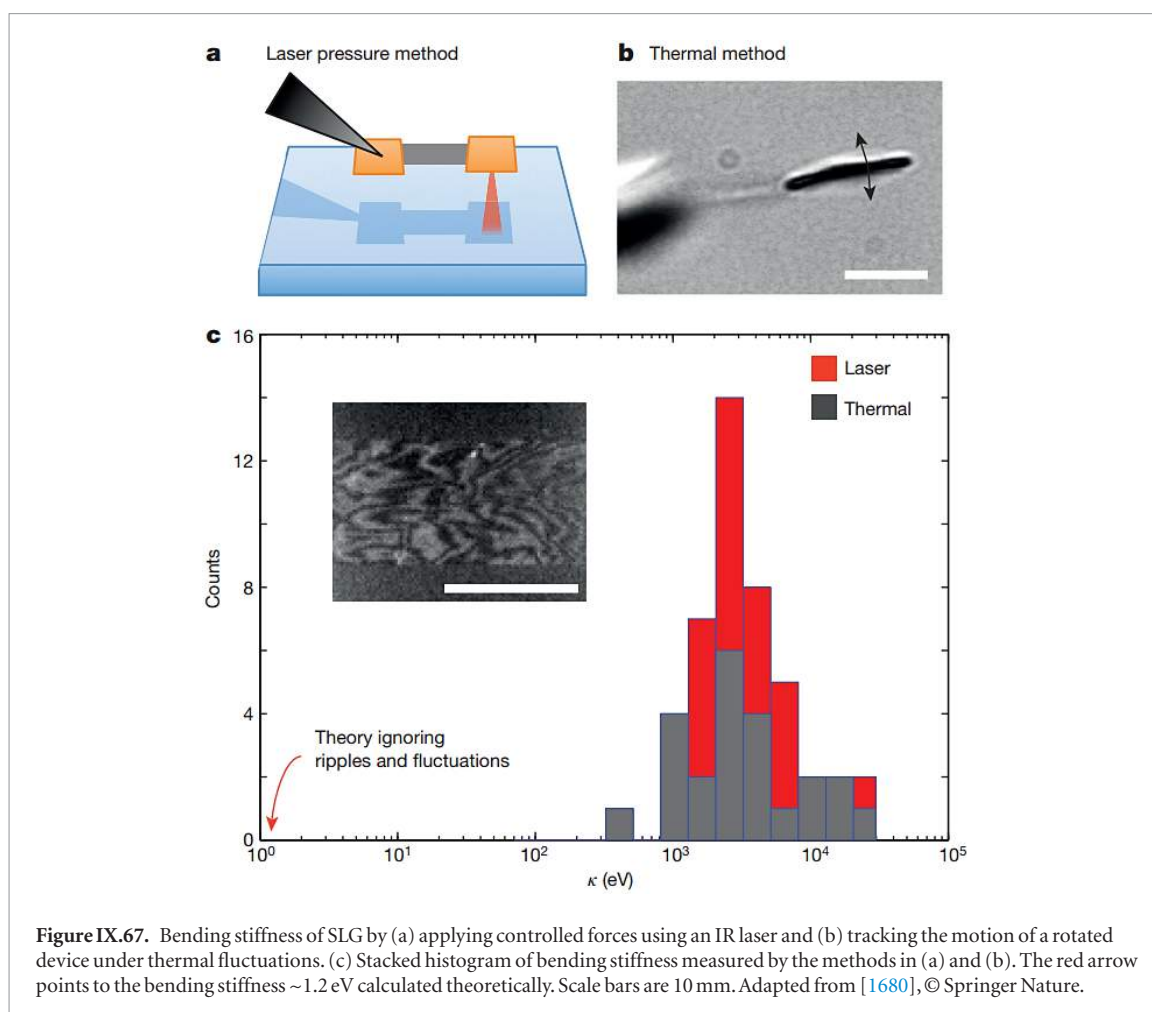 a Laser pressure method
b Thermal method
c
16
12
8
4
0
Counts
Laser
Thermal
Theory ignoring
ripples and fluctuations
10⁰ 10¹ 10² 10³ 10⁴ 10⁵
κ (eV)
Figure IX.67. Bending stiffness of SLG by (a) applying controlled forces using an IR laser and (b) tracking the motion of a rotated
device under thermal fluctuations. (c) Stacked histogram of bending stiffness measured by the methods in (a) and (b). The red arrow
points to the bending stiffness ~1.2 eV calculated theoretically. Scale bars are 10 mm. Adapted from [1680], © Springer Nature.